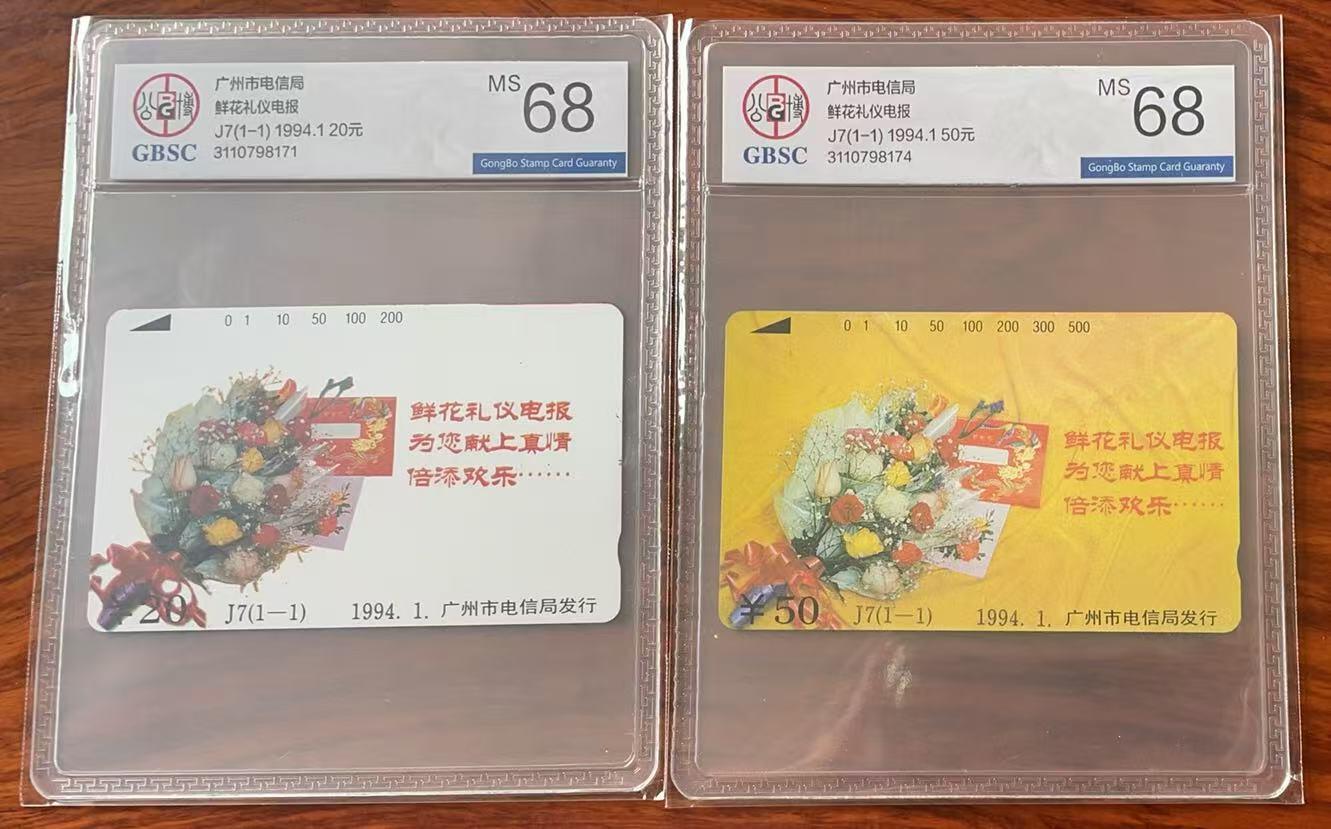 公博
BG
GBSC
广州市电信局
鲜花礼仪电报
J7(1-1) 1994.1 20元
3110798171
MS 68
GongBo Stamp Card Guaranty
0 1 10 50 100 200
鲜花礼仪电报
为您献上真情
倍添欢乐······
20 J7(1—1) 1994. 1. 广州市电信局发行
公博
BG
GBSC
广州市电信局
鲜花礼仪电报
J7(1-1) 1994.1 50元
3110798174
MS 68
GongBo Stamp Card Guaranty
0 1 10 50 100 200 300 500
鲜花礼仪电报
为您献上真情
倍添欢乐······
¥50 J7(1—1) 1994. 1. 广州市电信局发行